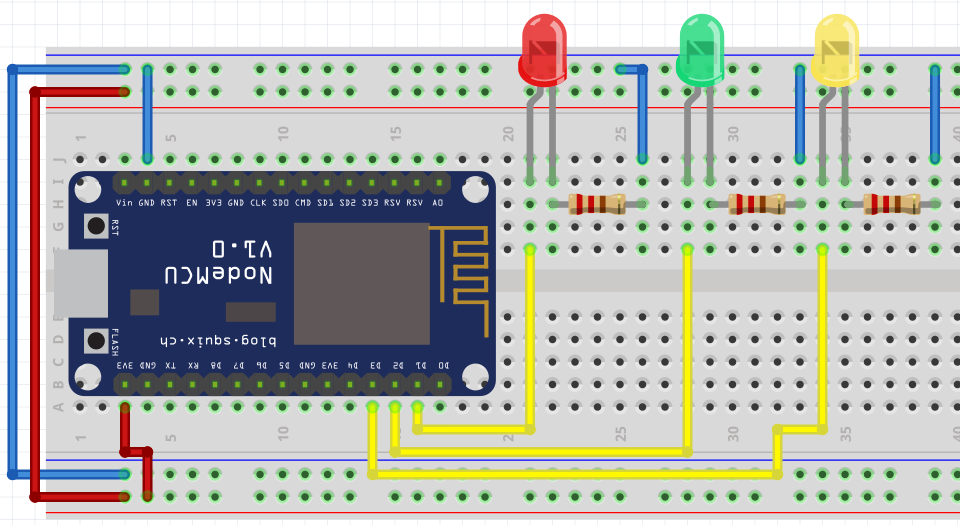 1 5 10 15 20 25 30 35 40
J
I
H
G
F
Vin GND RST EN 3V3 GND CLK SD0 CMD SD1 SD2 SD3 RSV RSV A0
RST
V1.0
NodeMCU
FLASH
blog.squix.ch
3V3 GND TX RX D8 D7 D6 D5 GND 3V3 D4 D3 D2 D1 D0
E
D
C
B
A
1 5 10 15 20 25 30 35 40